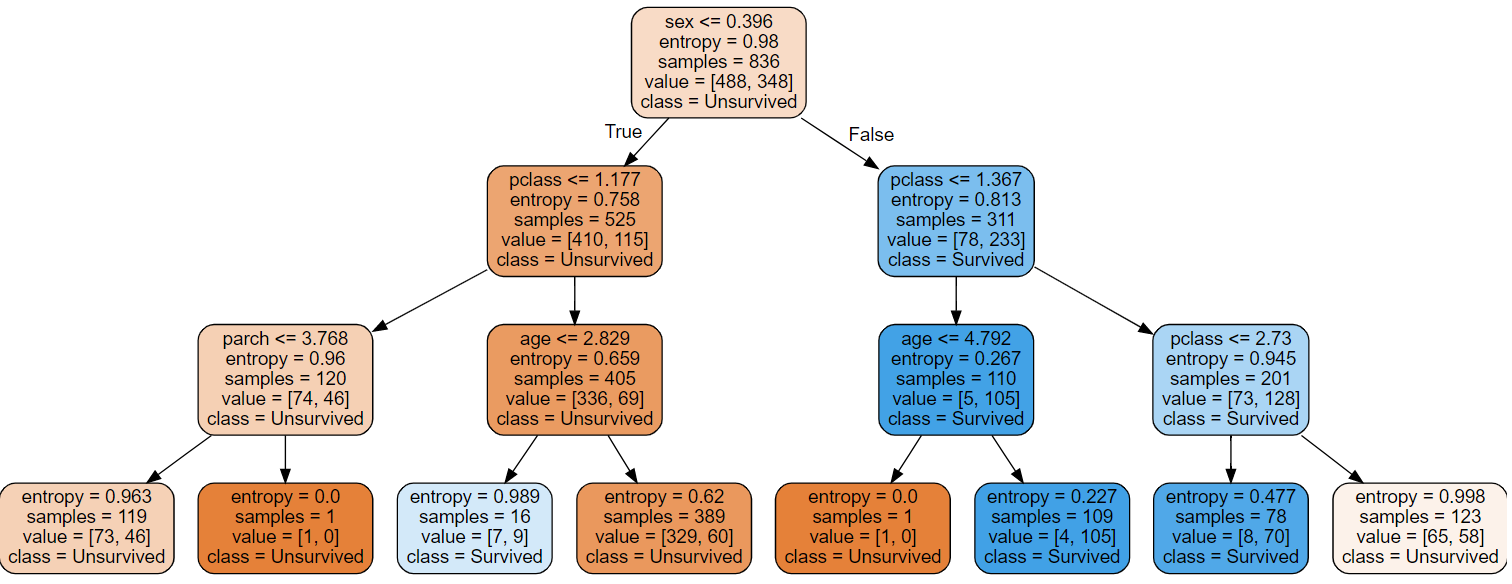 sex <= 0.396
entropy = 0.98
samples = 836
value = [488, 348]
class = Unsurvived
True
False
pclass <= 1.177
entropy = 0.758
samples = 525
value = [410, 115]
class = Unsurvived
pclass <= 1.367
entropy = 0.813
samples = 311
value = [78, 233]
class = Survived
parch <= 3.768
entropy = 0.96
samples = 120
value = [74, 46]
class = Unsurvived
age <= 2.829
entropy = 0.659
samples = 405
value = [336, 69]
class = Unsurvived
age <= 4.792
entropy = 0.267
samples = 110
value = [5, 105]
class = Survived
pclass <= 2.73
entropy = 0.945
samples = 201
value = [73, 128]
class = Survived
entropy = 0.963
samples = 119
value = [73, 46]
class = Unsurvived
entropy = 0.0
samples = 1
value = [1, 0]
class = Unsurvived
entropy = 0.989
samples = 16
value = [7, 9]
class = Survived
entropy = 0.62
samples = 389
value = [329, 60]
class = Unsurvived
entropy = 0.0
samples = 1
value = [1, 0]
class = Unsurvived
entropy = 0.227
samples = 109
value = [4, 105]
class = Survived
entropy = 0.477
samples = 78
value = [8, 70]
class = Survived
entropy = 0.998
samples = 123
value = [65, 58]
class = Unsurvived